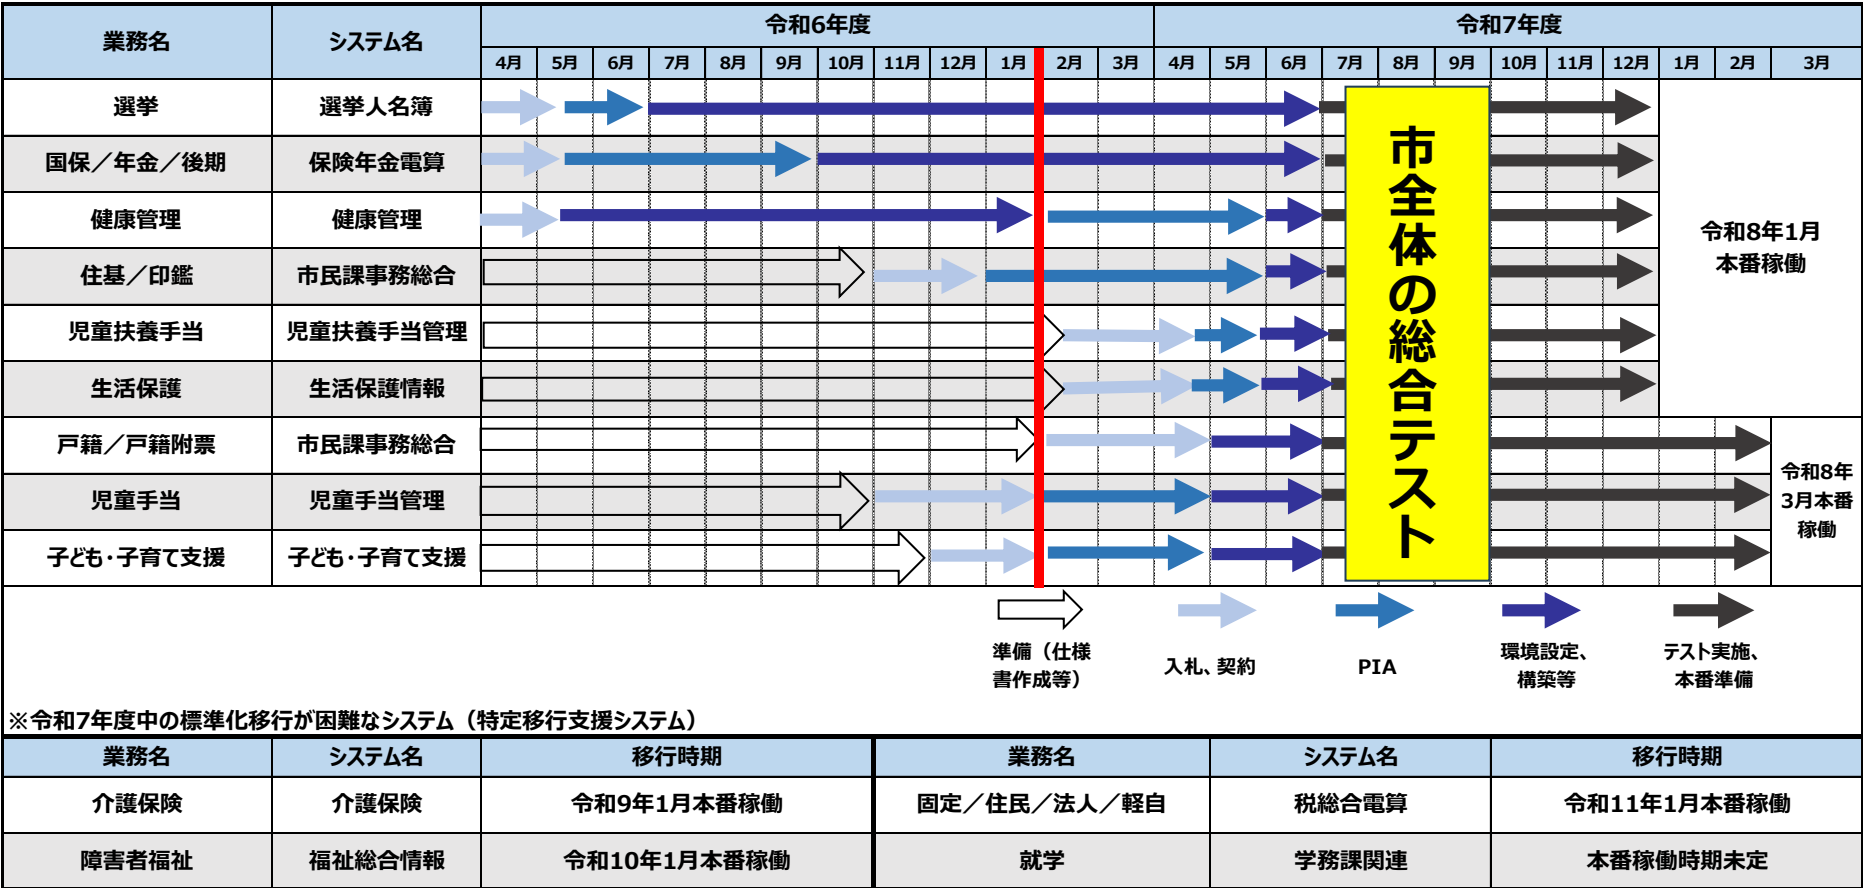 業務名 システム名 令和6年度 令和7年度
4月 5月 6月 7月 8月 9月 10月 11月 12月 1月 2月 3月 4月 5月 6月 7月 8月 9月 10月 11月 12月 1月 2月 3月
選挙 選挙人名簿
国保／年金／後期 保険年金電算
健康管理 健康管理
住基／印鑑 市民課事務総合
児童扶養手当 児童扶養手当管理
生活保護 生活保護情報
戸籍／戸籍附票 市民課事務総合
児童手当 児童手当管理
子ども・子育て支援 子ども・子育て支援
市全体の総合テスト
令和8年1月
本番稼働
令和8年
3月本番
稼働
準備（仕様
書作成等）
入札、契約
PIA
環境設定、
構築等
テスト実施、
本番準備
※令和7年度中の標準化移行が困難なシステム（特定移行支援システム）
業務名 システム名 移行時期 業務名 システム名 移行時期
介護保険 介護保険 令和9年1月本番稼働 固定／住民／法人／軽自 税総合電算 令和11年1月本番稼働
障害者福祉 福祉総合情報 令和10年1月本番稼働 就学 学務課関連 本番稼働時期未定